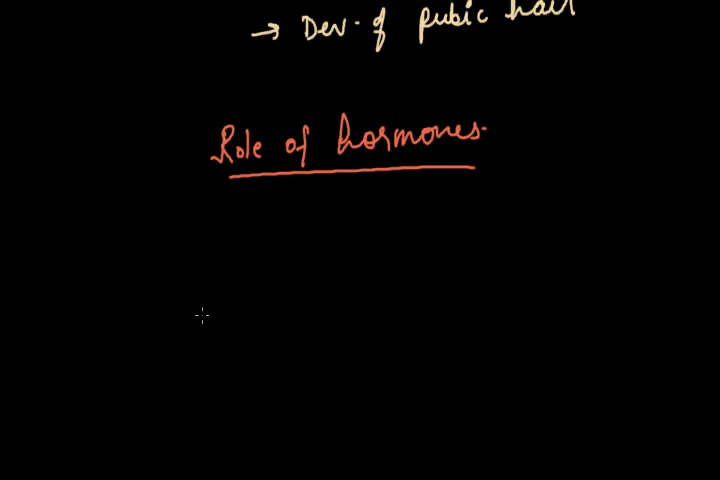 → Dev. of pubic hair
Role of hormones.